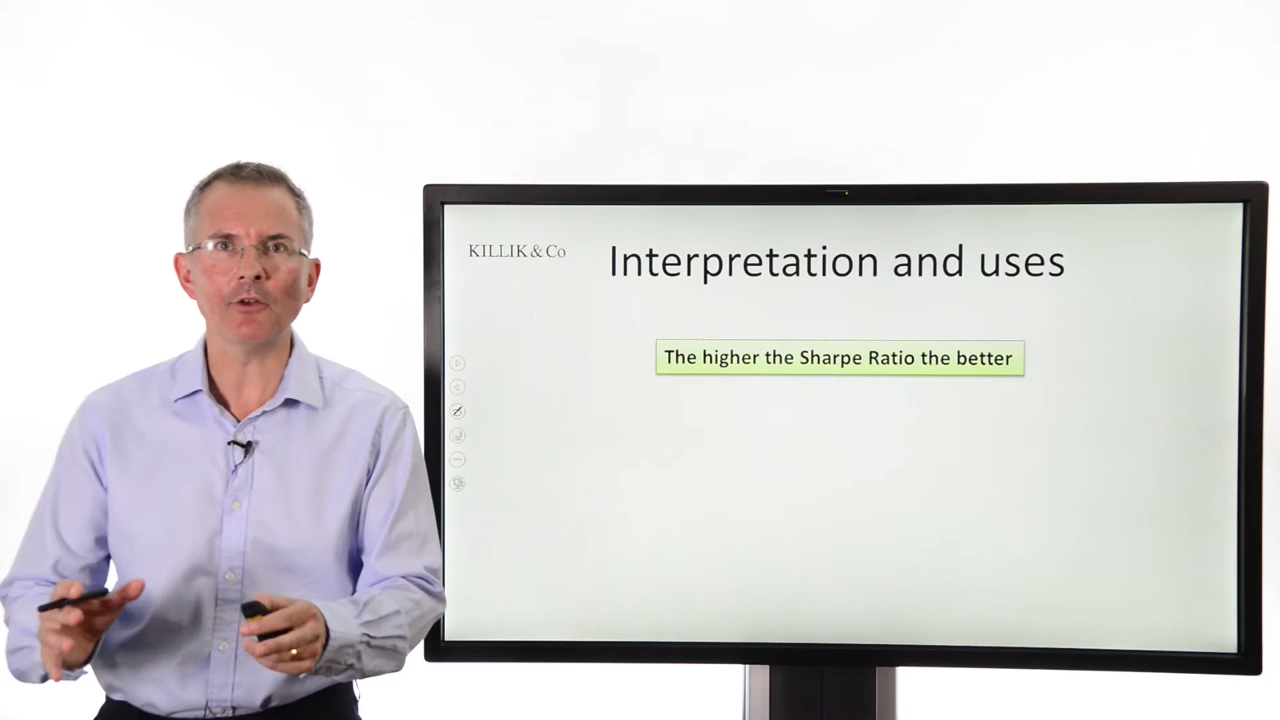 KILLIK & Co
Interpretation and uses
The higher the Sharpe Ratio the better